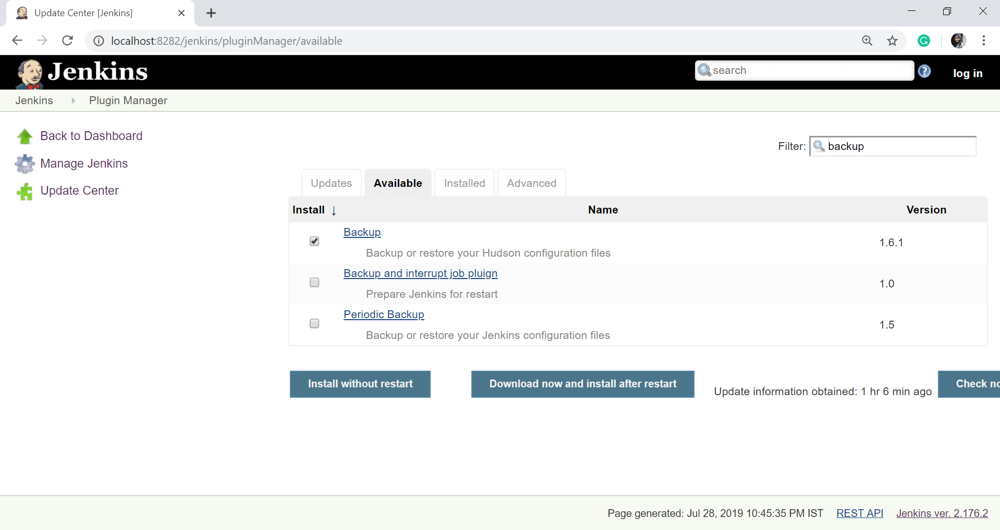 Update Center [Jenkins]
localhost:8282/jenkins/pluginManager/available
Jenkins
search
log in
Jenkins Plugin Manager
Back to Dashboard
Manage Jenkins
Update Center
Filter: backup
Updates Available Installed Advanced
Install ↓ Name Version
Backup
Backup or restore your Hudson configuration files
1.6.1
Backup and interrupt job pluign
Prepare Jenkins for restart
1.0
Periodic Backup
Backup or restore your Jenkins configuration files
1.5
Install without restart Download now and install after restart Update information obtained: 1 hr 6 min ago Check no
Page generated: Jul 28, 2019 10:45:35 PM IST REST API Jenkins ver. 2.176.2